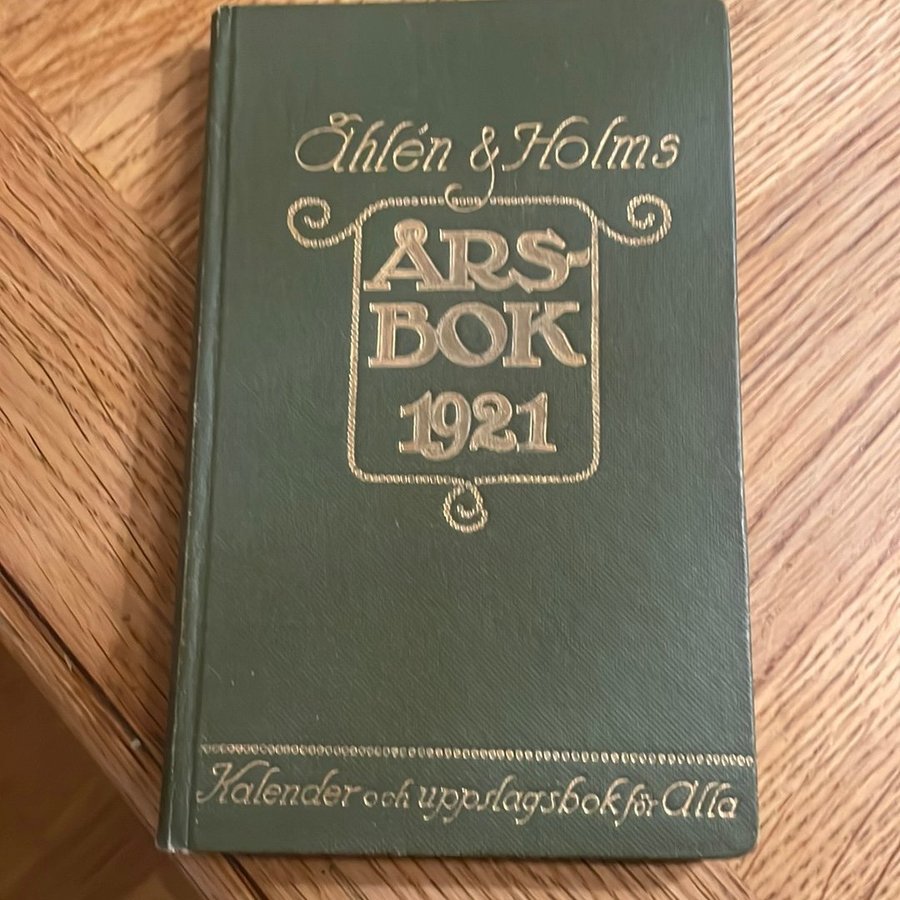 Åhlén & Holms
ÅRS-
BOK
1921
Kalender och uppslagsbok för Alla